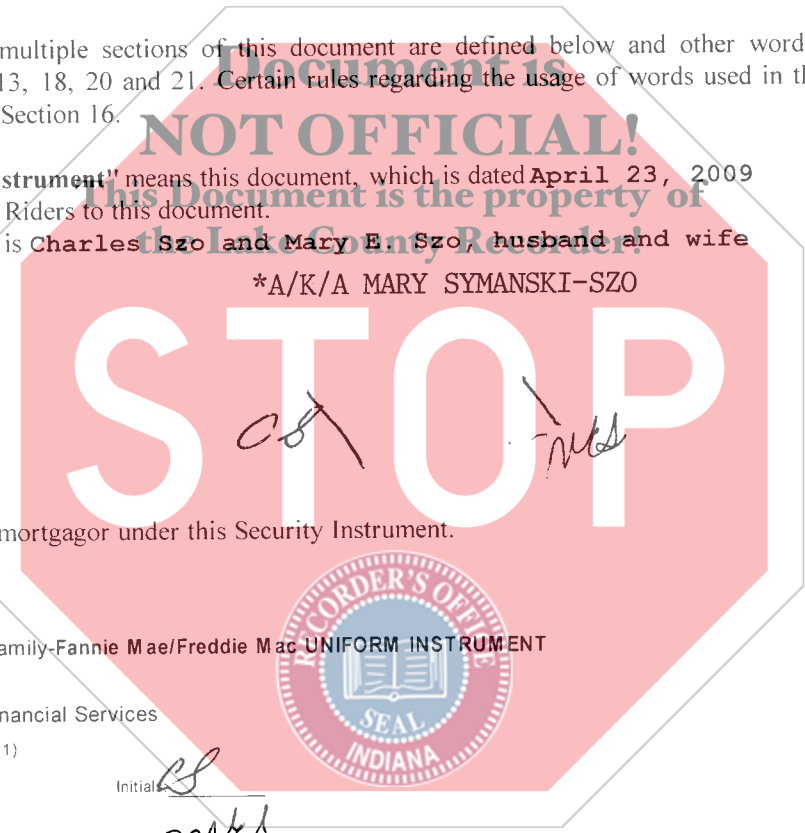 multiple sections of this document are defined below and other word
Document is
13, 18, 20 and 21. Certain rules regarding the usage of words used in th
Section 16.
NOT OFFICIAL!
strument" means this document, which is dated April 23, 2009
This Document is the property of
Riders to this document.
is Charles Szo and Mary E. Szo, husband and wife
the Lake County Recorder!
*A/K/A MARY SYMANSKI-SZO
STOP
CS
MES
mortgagor under this Security Instrument.
RECORDER'S OFFICE
amily-Fannie Mae/Freddie Mac UNIFORM INSTRUMENT
nancial Services
SEAL
1)
INDIANA
Initials: CS